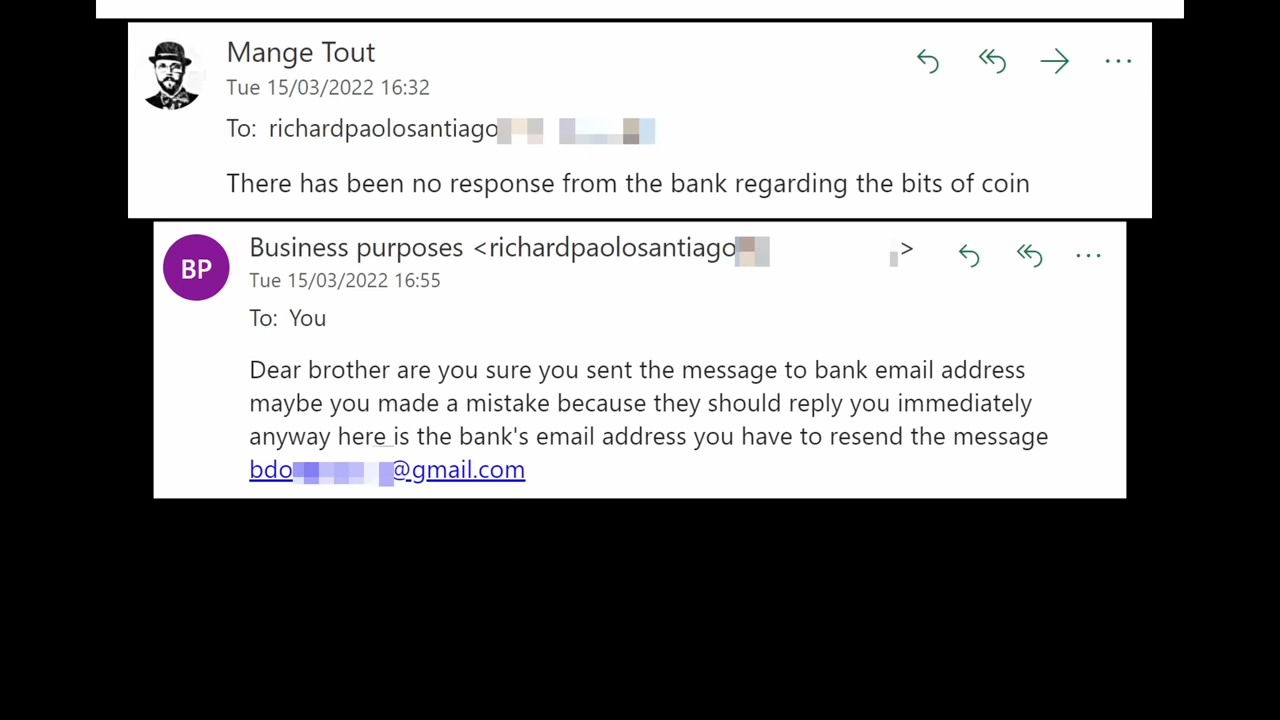 Mange Tout
Tue 15/03/2022 16:32
To: richardpaolosantiago
There has been no response from the bank regarding the bits of coin
BP
Business purposes <richardpaolosantiago >
Tue 15/03/2022 16:55
To: You
Dear brother are you sure you sent the message to bank email address
maybe you made a mistake because they should reply you immediately
anyway here is the bank's email address you have to resend the message
bdo @gmail.com